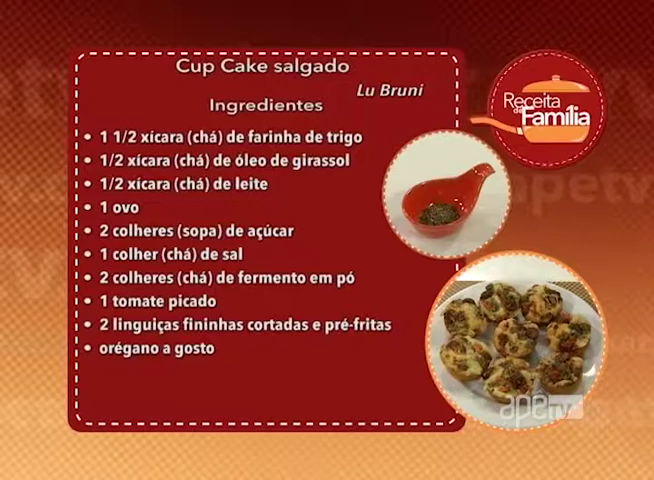 Cup Cake salgado
Lu Bruni
Ingredientes
• 1 1/2 xícara (chá) de farinha de trigo
• 1/2 xícara (chá) de óleo de girassol
• 1/2 xícara (chá) de leite
• 1 ovo
• 2 colheres (sopa) de açúcar
• 1 colher (chá) de sal
• 2 colheres (chá) de fermento em pó
• 1 tomate picado
• 2 linguiças fininhas cortadas e pré-fritas
• orégano a gosto
Receita
de Família
apetv